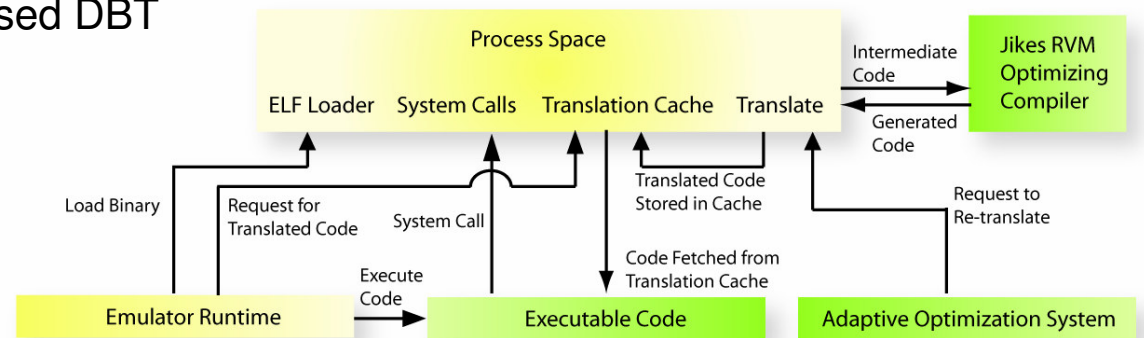 sed DBT
Process Space
ELF Loader System Calls Translation Cache Translate
Intermediate
Code
Jikes RVM
Optimizing
Compiler
Generated
Code
Load Binary
Request for
Translated Code
System Call
Translated Code
Stored in Cache
Request to
Re-translate
Code Fetched from
Translation Cache
Execute
Code
Emulator Runtime
Executable Code
Adaptive Optimization System